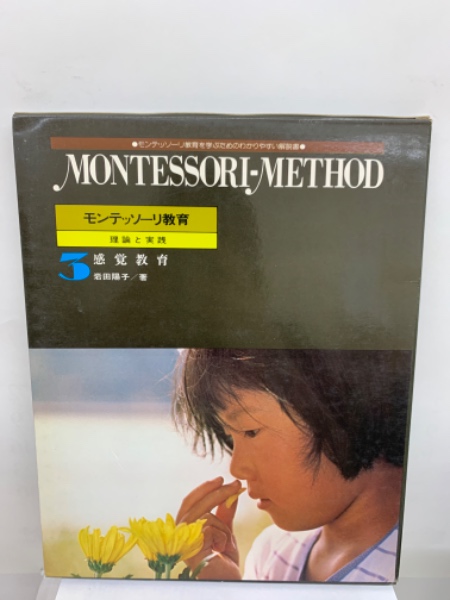 ●モンテッソーリ教育を学ぶためのわかりやすい解説書●
MONTESSORI-METHOD
モンテッソーリ教育
理論と実践
3 感覚教育
岩田陽子/著